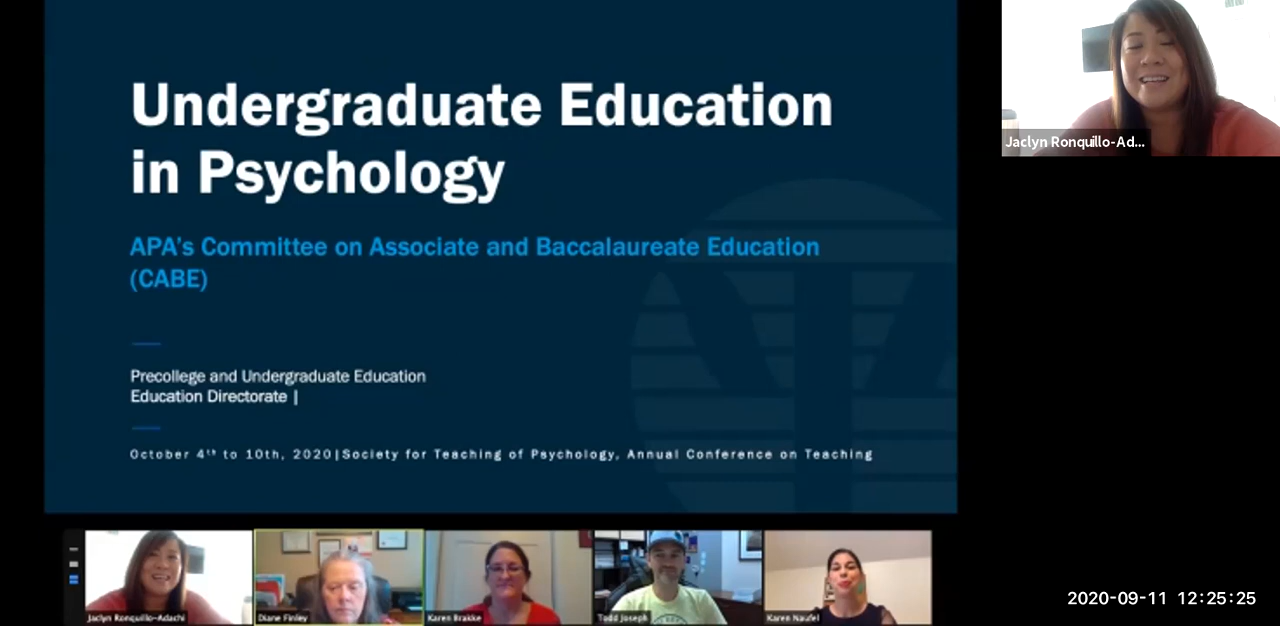 Undergraduate Education
in Psychology
APA's Committee on Associate and Baccalaureate Education
(CABE)
Precollege and Undergraduate Education
Education Directorate |
October 4th to 10th, 2020|Society for Teaching of Psychology, Annual Conference on Teaching
Jaclyn Ronquillo-Ad...
Jaclyn Ronquillo-Adachi
Diane Finley
Karen Brakke
Todd Joseph
Karen Naufel
2020-09-11 12:25:25